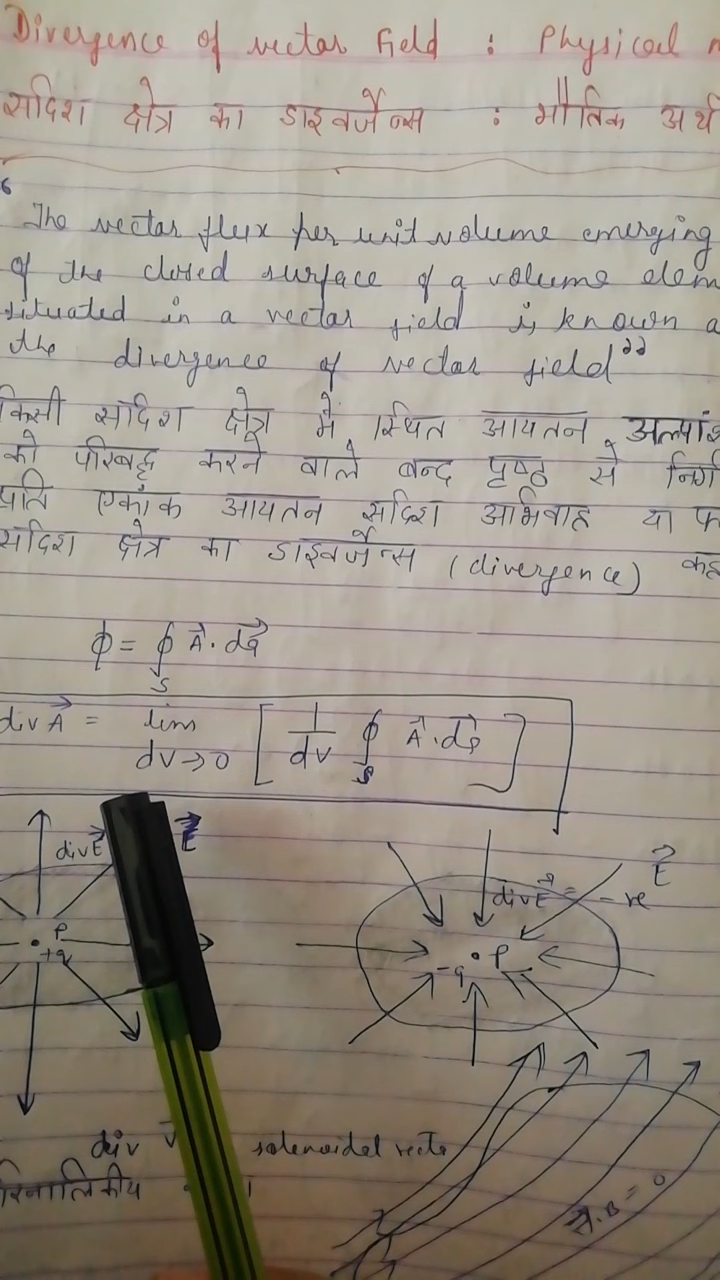 Divergence of vector field : Physical
सदिश क्षेत्र का डाइवर्जेन्स : भौतिक अर्थ
The vector flux per unit volume emerging
of the closed surface of a volume elem
situated in a vector field is known a
the divergence of vector field"
किसी सदिश क्षेत्र में स्थित आयतन अल्पांश
को परिबद्ध करने वाले बन्द पृष्ठ से निर्ग
प्रति एकांक आयतन सदिश अभिवाह या फ
सदिश क्षेत्र का डाइवर्जेन्स (divergence) कह
ϕ = ∮ₛ A⃗ · da⃗
div A⃗ = lim dv→0 [ 1/dv ∮ₛ A⃗ · da⃗ ]
div E⃗ E⃗
P
+q
E⃗
div E⃗ = -ve
-q P
div solenoidal vecto
रिनालिकीय
∇⃗.B = 0